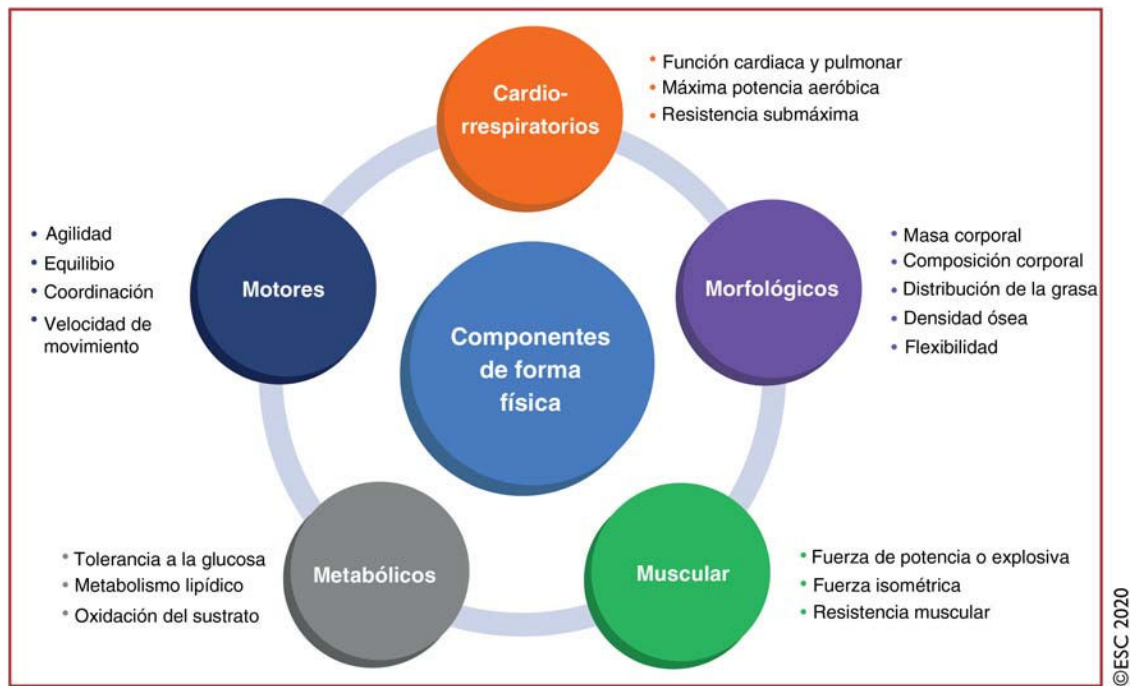 Cardio-
rrespiratorios
• Función cardiaca y pulmonar
• Máxima potencia aeróbica
• Resistencia submáxima
Morfológicos
• Masa corporal
• Composición corporal
• Distribución de la grasa
• Densidad ósea
• Flexibilidad
Muscular
• Fuerza de potencia o explosiva
• Fuerza isométrica
• Resistencia muscular
Metabólicos
• Tolerancia a la glucosa
• Metabolismo lipídico
• Oxidación del sustrato
Motores
• Agilidad
• Equilibio
• Coordinación
• Velocidad de
movimiento
Componentes
de forma
física
©ESC 2020